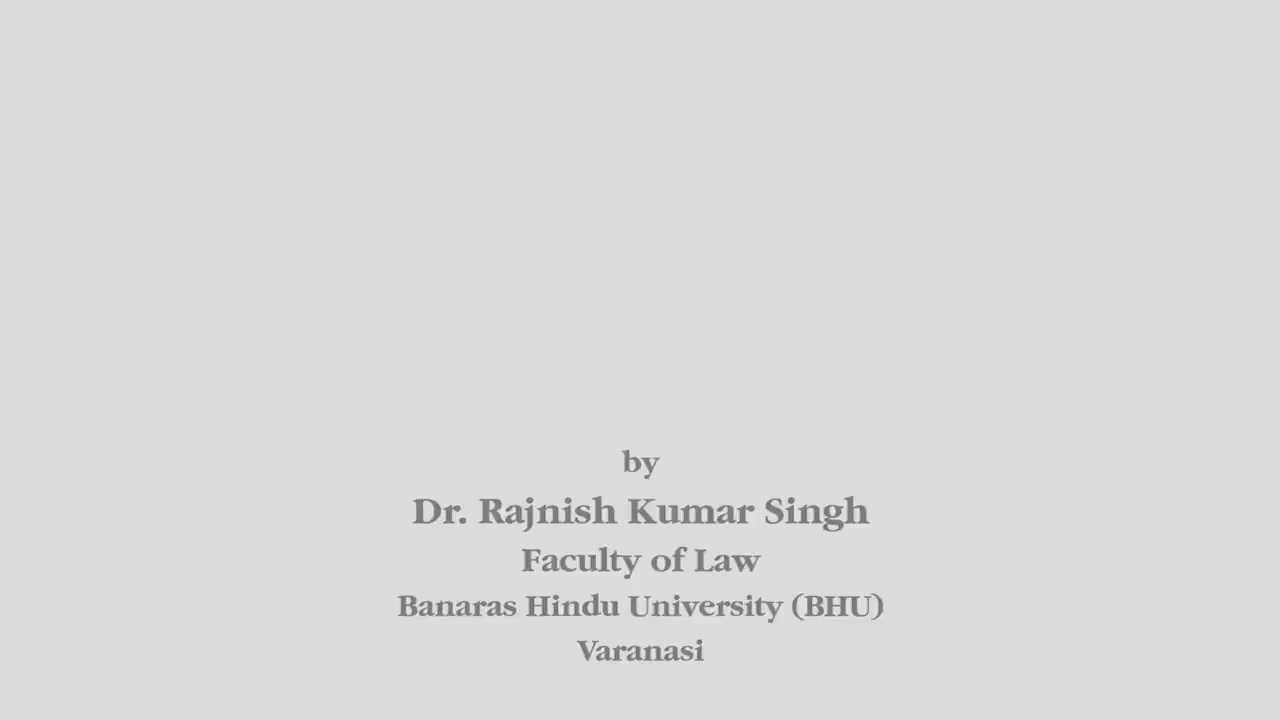 by
Dr. Rajnish Kumar Singh
Faculty of Law
Banaras Hindu University (BHU)
Varanasi